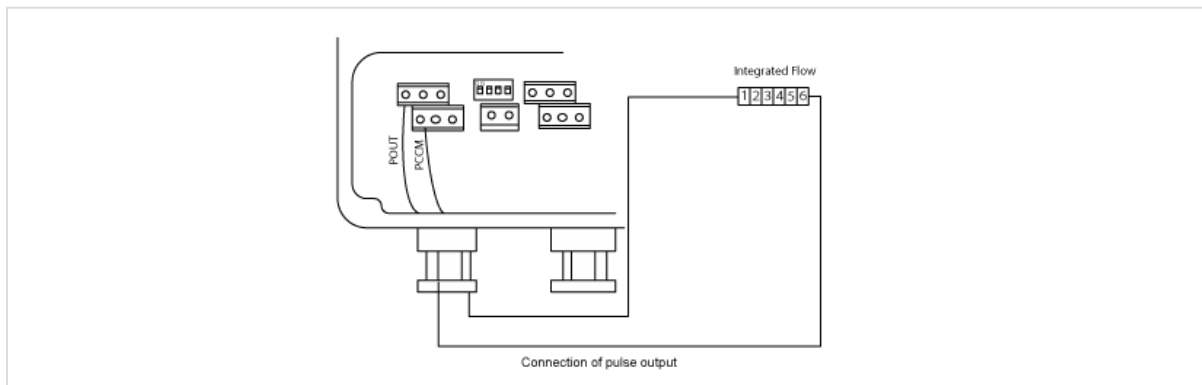 Integrated Flow
1 2 3 4 5 6
POUT
PCCM
Connection of pulse output